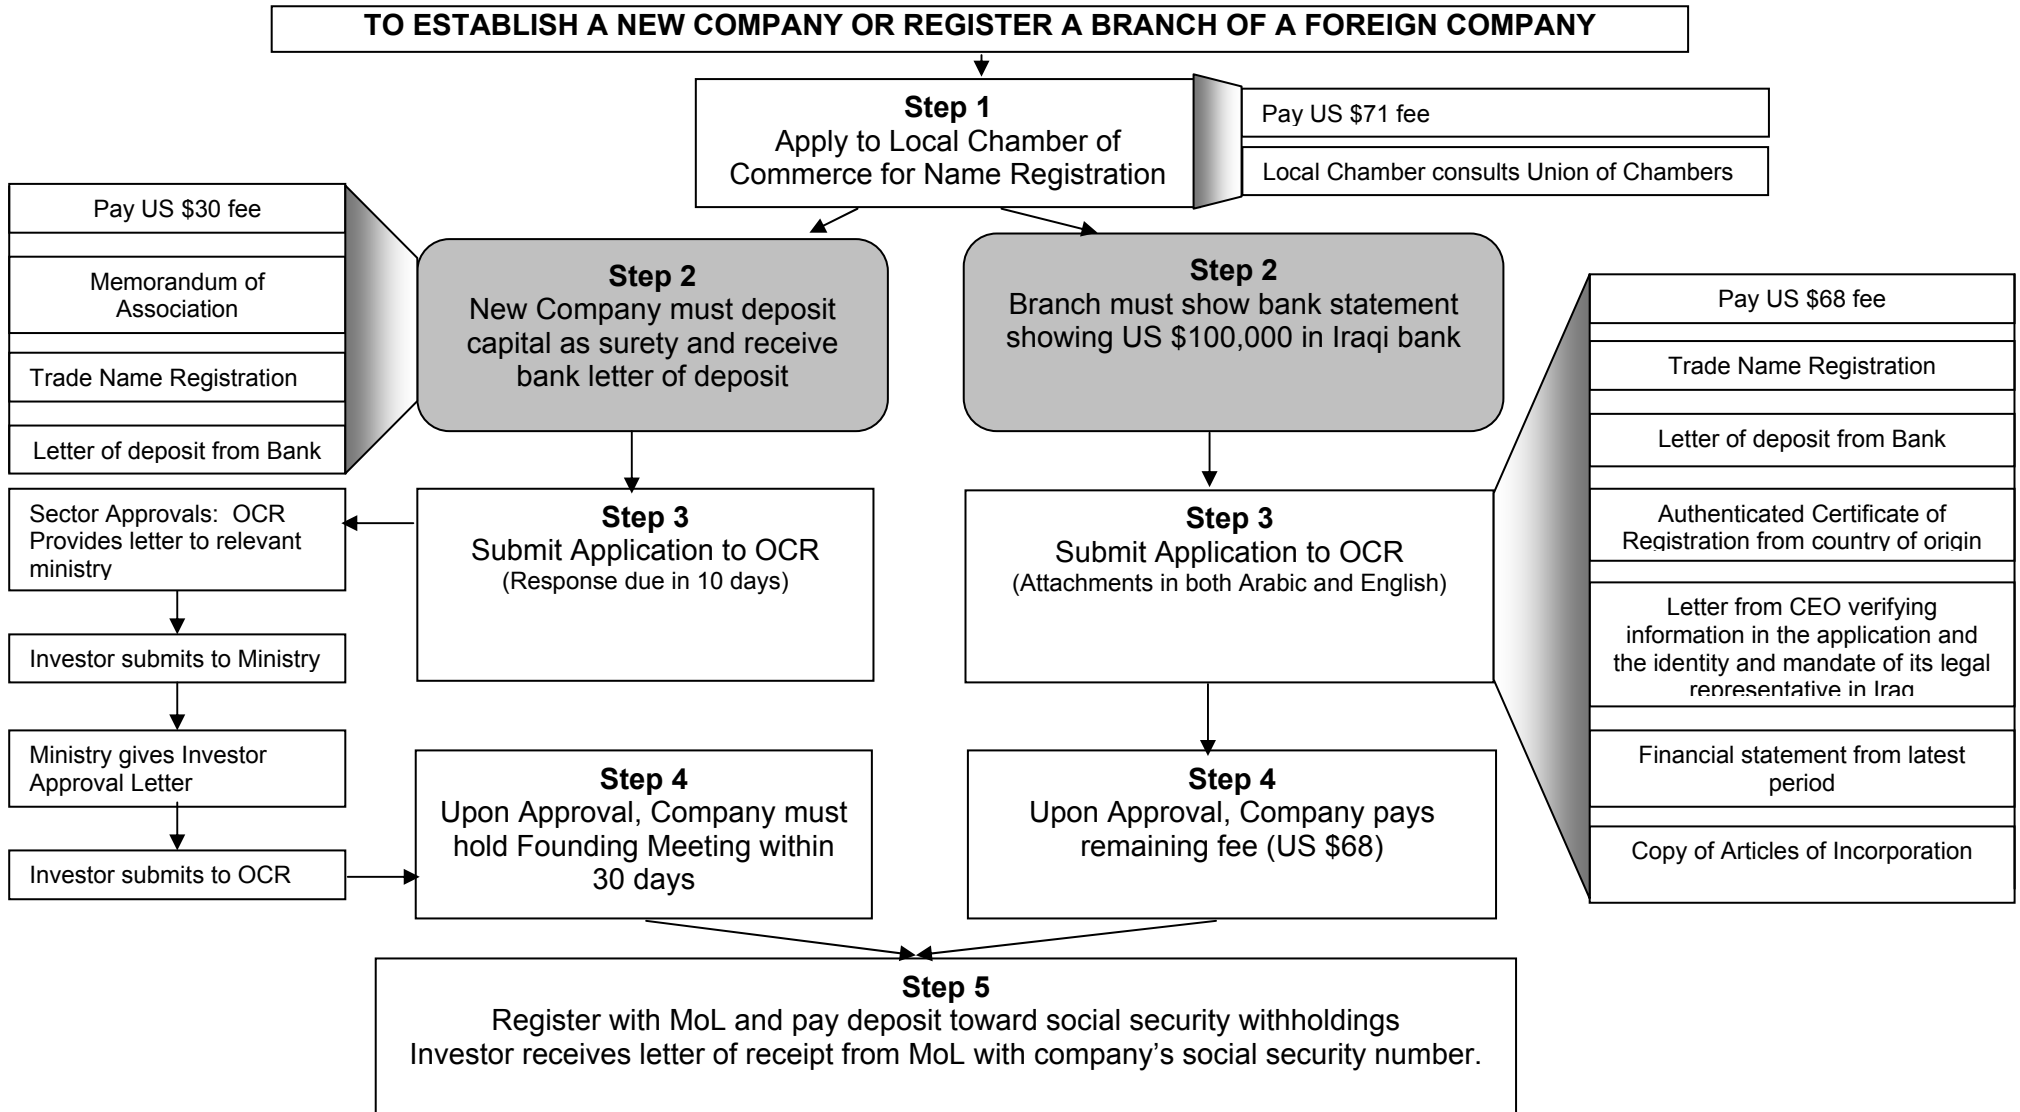 TO ESTABLISH A NEW COMPANY OR REGISTER A BRANCH OF A FOREIGN COMPANY
Step 1
Apply to Local Chamber of
Commerce for Name Registration
Pay US $71 fee
Local Chamber consults Union of Chambers
Pay US $30 fee
Memorandum of
Association
Trade Name Registration
Letter of deposit from Bank
Step 2
New Company must deposit
capital as surety and receive
bank letter of deposit
Step 2
Branch must show bank statement
showing US $100,000 in Iraqi bank
Pay US $68 fee
Trade Name Registration
Letter of deposit from Bank
Authenticated Certificate of
Registration from country of origin
Letter from CEO verifying
information in the application and
the identity and mandate of its legal
representative in Iraq
Financial statement from latest
period
Copy of Articles of Incorporation
Sector Approvals:  OCR
Provides letter to relevant
ministry
Investor submits to Ministry
Ministry gives Investor
Approval Letter
Investor submits to OCR
Step 3
Submit Application to OCR
(Response due in 10 days)
Step 3
Submit Application to OCR
(Attachments in both Arabic and English)
Step 4
Upon Approval, Company must
hold Founding Meeting within
30 days
Step 4
Upon Approval, Company pays
remaining fee (US $68)
Step 5
Register with MoL and pay deposit toward social security withholdings
Investor receives letter of receipt from MoL with company’s social security number.